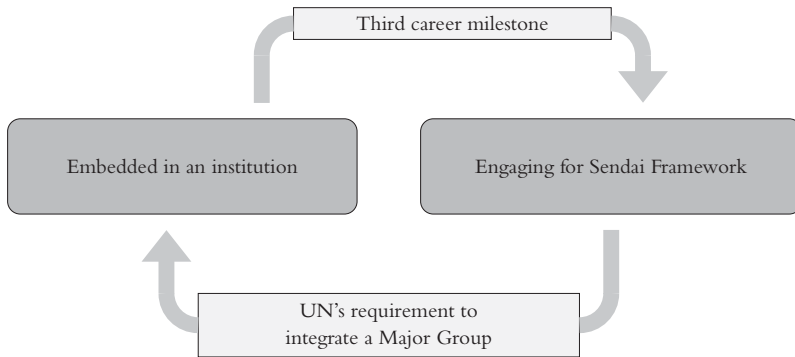 Third career milestone
Embedded in an institution
Engaging for Sendai Framework
UN's requirement to
integrate a Major Group